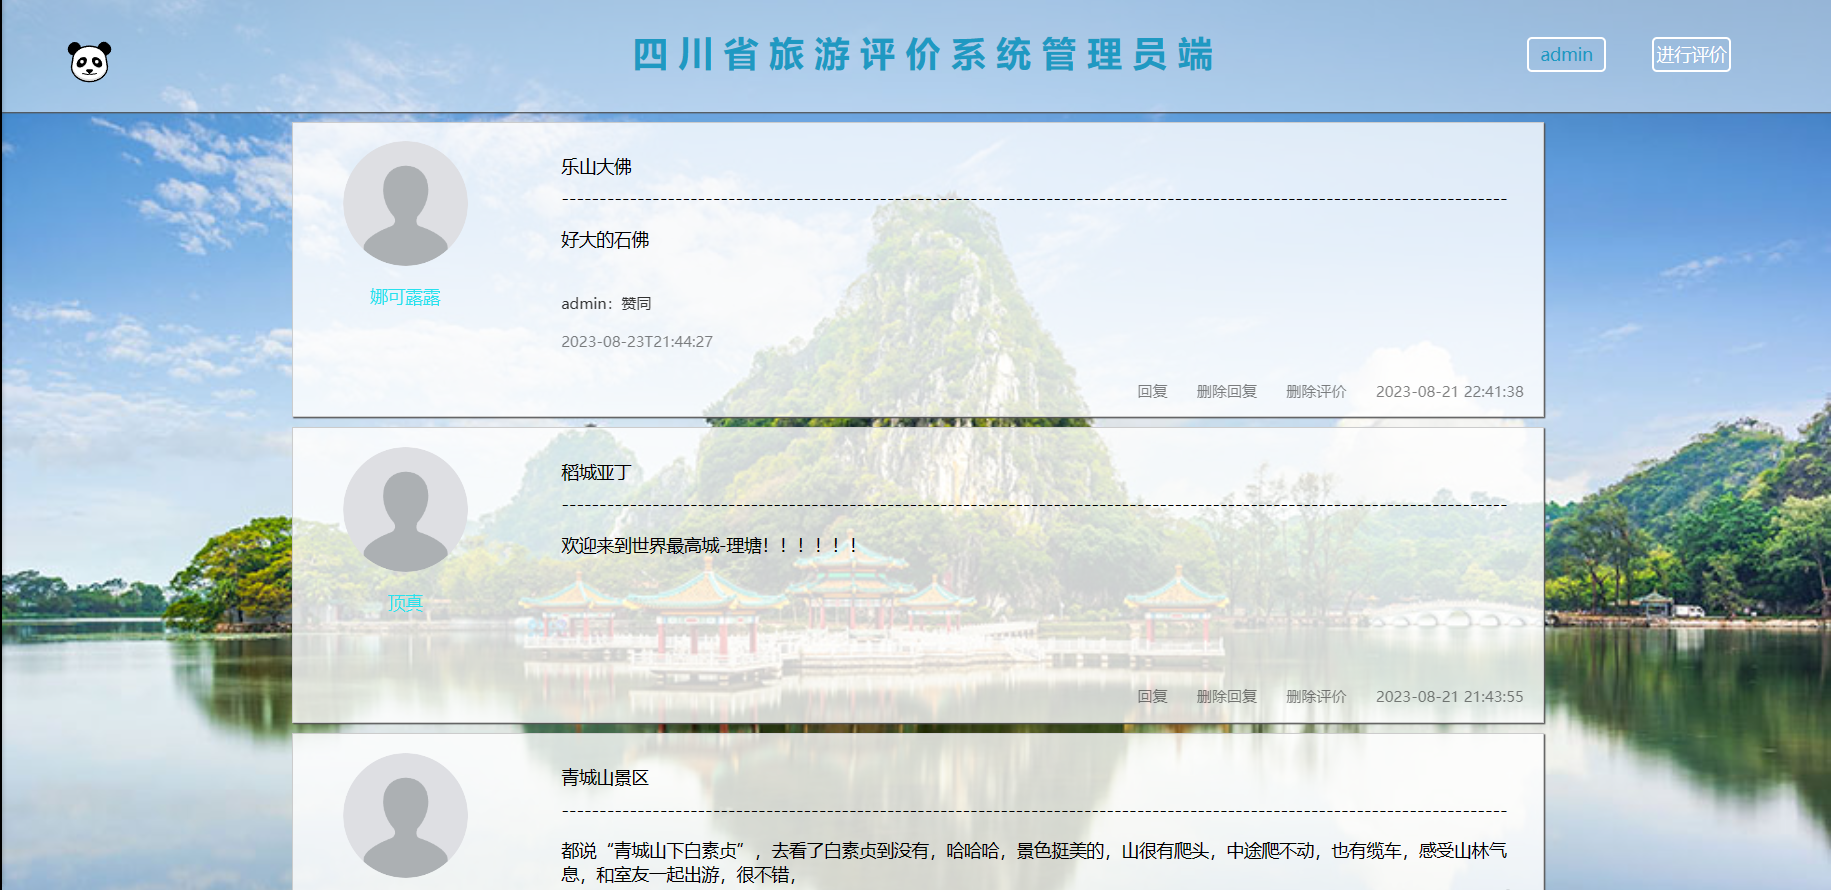 四川省旅游评价系统管理员端
admin
进行评价
乐山大佛
好大的石佛
娜可露露
admin：赞同
2023-08-23T21:44:27
回复 删除回复 删除评价 2023-08-21 22:41:38
稻城亚丁
欢迎来到世界最高城-理塘！！！！！！
顶真
回复 删除回复 删除评价 2023-08-21 21:43:55
青城山景区
都说“青城山下白素贞”，去看了白素贞到没有，哈哈哈，景色挺美的，山很有爬头，中途爬不动，也有缆车，感受山林气
息，和室友一起出游，很不错，